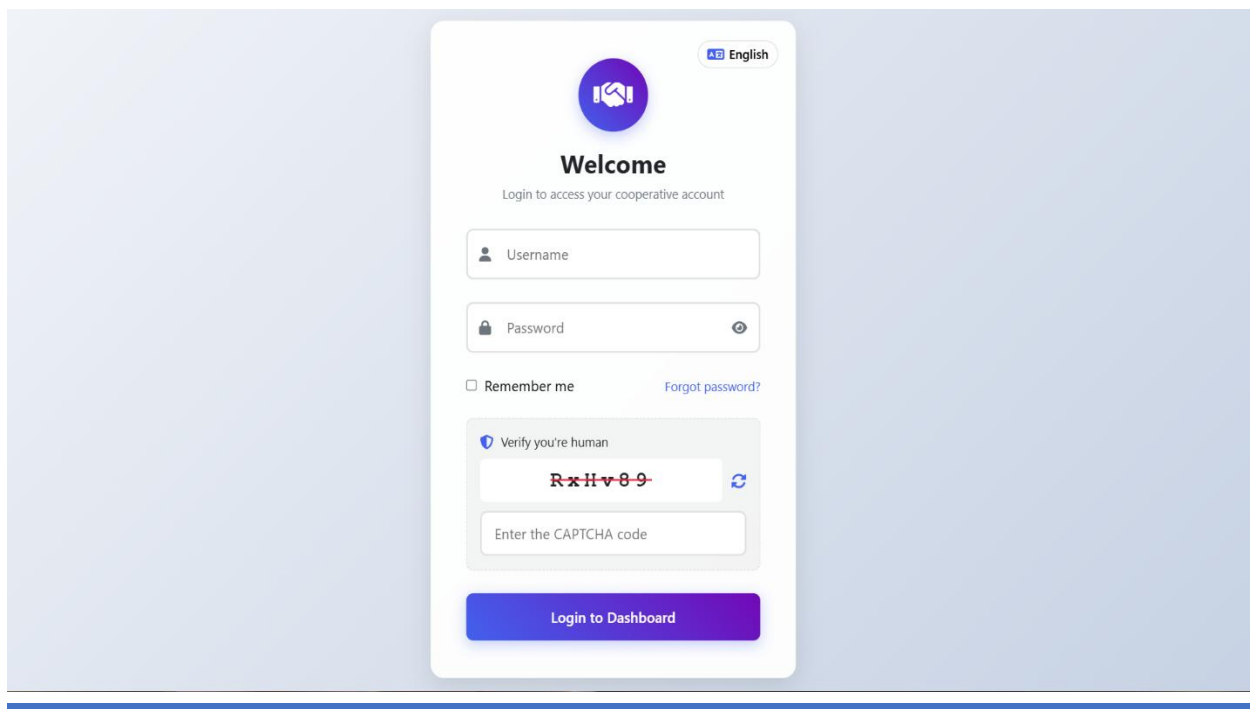 English
Welcome
Login to access your cooperative account
Username
Password
Remember me Forgot password?
Verify you're human
RxHv89
Enter the CAPTCHA code
Login to Dashboard